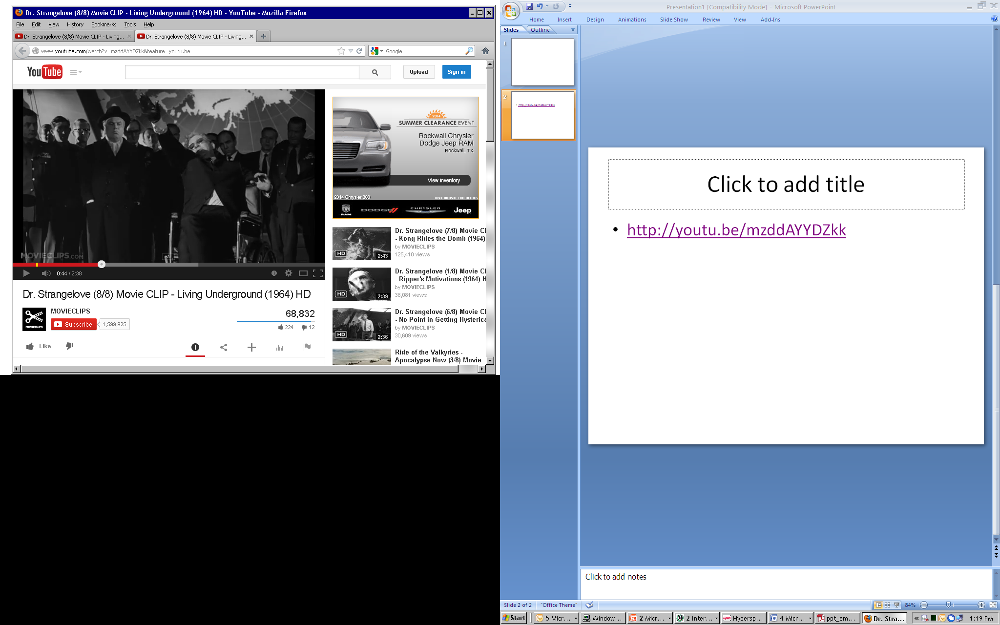 Dr. Strangelove (8/8) Movie CLIP - Living Underground (1964) HD - YouTube - Mozilla Firefox
File Edit View History Bookmarks Tools Help
Dr. Strangelove (8/8) Movie CLIP - Living...
Dr. Strangelove (8/8) Movie CLIP - Living...
www.youtube.com/watch?v=mzddAYYDZkk&feature=youtu.be
Google
YouTube
Upload
Sign in
MOVIECLIPS.COM
0:44 / 2:38
2014
SUMMER CLEARANCE EVENT
Rockwall Chrysler
Dodge Jeep RAM
Rockwall, TX
View Inventory
2014 Chrysler 300
*SEE WEBSITE FOR DETAILS
RAM DODGE CHRYSLER Jeep
Dr. Strangelove (8/8) Movie CLIP - Living Underground (1964) HD
MOVIECLIPS
MOVIECLIPS
Subscribe 1,599,925
68,832
224 12
Like
HD 2:43
Dr. Strangelove (7/8) Movie Cl
- Kong Rides the Bomb (1964)
by MOVIECLIPS
125,410 views
HD 2:39
Dr. Strangelove (1/8) Movie Cl
- Ripper's Motivations (1964) H
by MOVIECLIPS
38,081 views
HD 2:36
Dr. Strangelove (6/8) Movie Cl
- No Point in Getting Hysterica
by MOVIECLIPS
30,609 views
Ride of the Valkyries -
Apocalypse Now (3/8) Movie
Presentation1 [Compatibility Mode] - Microsoft PowerPoint
Home Insert Design Animations Slide Show Review View Add-Ins
Slides Outline x
1
2
http://youtu.be/mzddAYYDZkk
Click to add title
• http://youtu.be/mzddAYYDZkk
Click to add notes
Slide 2 of 2 "Office Theme" 84%
Start 5 Micr... Window... 2 Micr... 2 Inter... Epic Hypersp... 4 Micr... ppt_em... Dr. Stra... « 1:19 PM